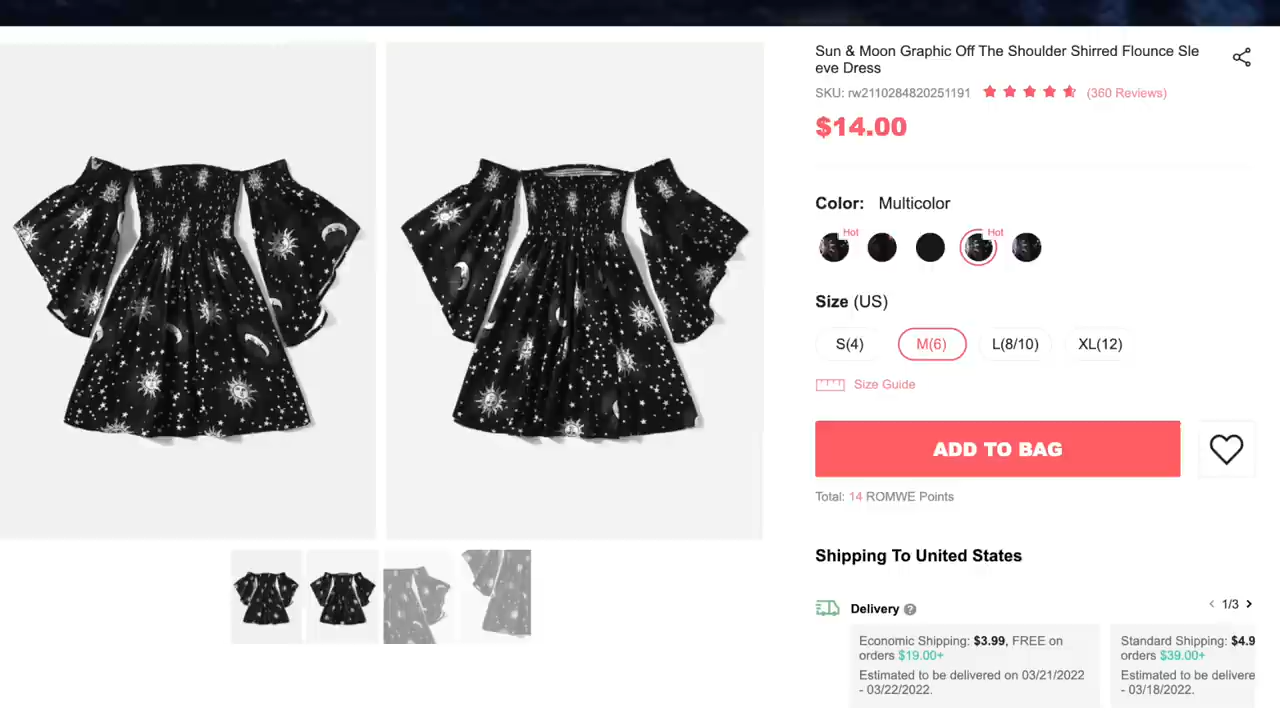 Sun & Moon Graphic Off The Shoulder Shirred Flounce Sle
eve Dress
SKU: rw2110284820251191 (360 Reviews)
$14.00
Color: Multicolor
Hot Hot
Size (US)
S(4) M(6) L(8/10) XL(12)
Size Guide
ADD TO BAG
Total: 14 ROMWE Points
Shipping To United States
Delivery ? 1/3
Economic Shipping: $3.99, FREE on
orders $19.00+
Estimated to be delivered on 03/21/2022
- 03/22/2022.
Standard Shipping: $4.9
orders $39.00+
Estimated to be delivere
- 03/18/2022.